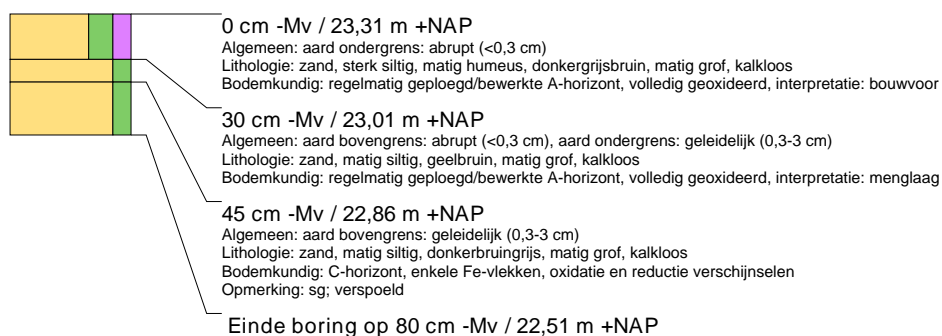 0 cm -Mv / 23,31 m +NAP
Algemeen: aard ondergrens: abrupt (<0,3 cm)
Lithologie: zand, sterk siltig, matig humeus, donkergrijsbruin, matig grof, kalkloos
Bodemkundig: regelmatig geploegd/bewerkte A-horizont, volledig geoxideerd, interpretatie: bouwvoor
30 cm -Mv / 23,01 m +NAP
Algemeen: aard bovengrens: abrupt (<0,3 cm), aard ondergrens: geleidelijk (0,3-3 cm)
Lithologie: zand, matig siltig, geelbruin, matig grof, kalkloos
Bodemkundig: regelmatig geploegd/bewerkte A-horizont, volledig geoxideerd, interpretatie: menglaag
45 cm -Mv / 22,86 m +NAP
Algemeen: aard bovengrens: geleidelijk (0,3-3 cm)
Lithologie: zand, matig siltig, donkerbruingrijs, matig grof, kalkloos
Bodemkundig: C-horizont, enkele Fe-vlekken, oxidatie en reductie verschijnselen
Opmerking: sg; verspoeld
Einde boring op 80 cm -Mv / 22,51 m +NAP